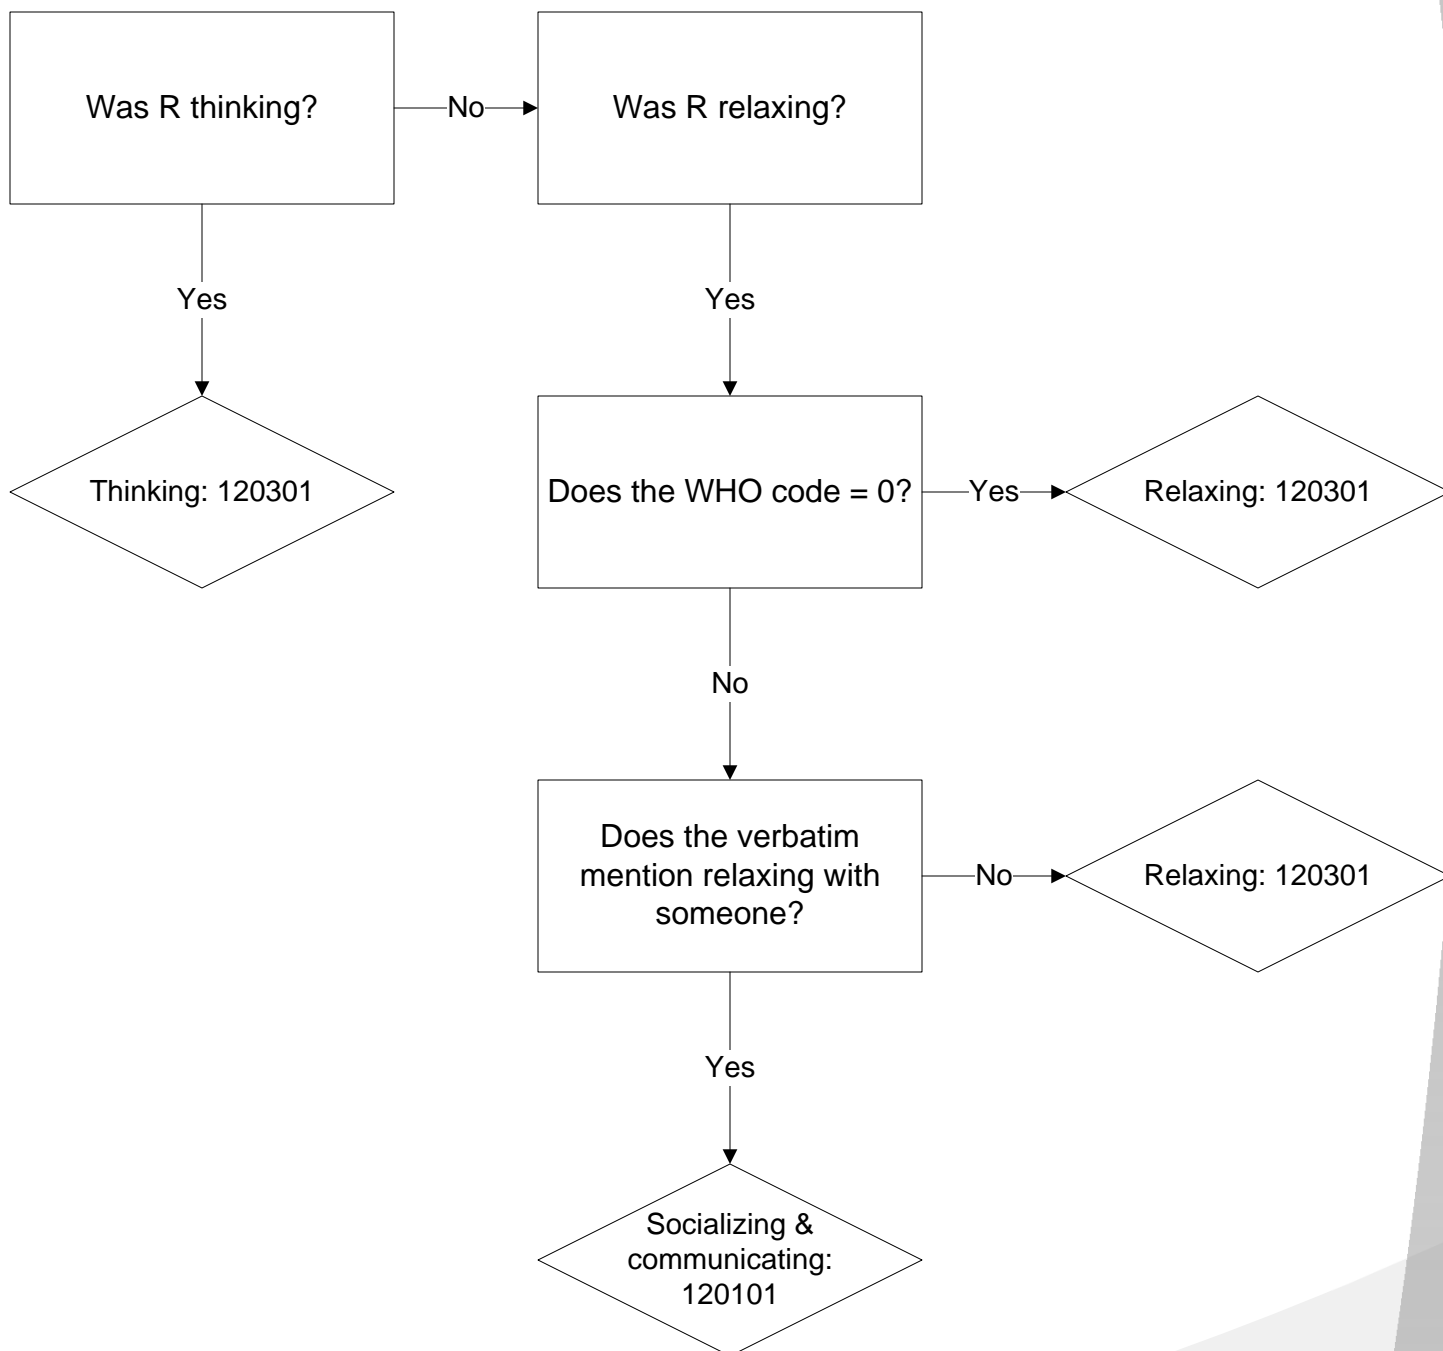 Was R thinking?
No
Was R relaxing?
Yes
Yes
Thinking: 120301
Does the WHO code = 0?
Yes
Relaxing: 120301
No
Does the verbatim
mention relaxing with
someone?
No
Relaxing: 120301
Yes
Socializing &
communicating:
120101